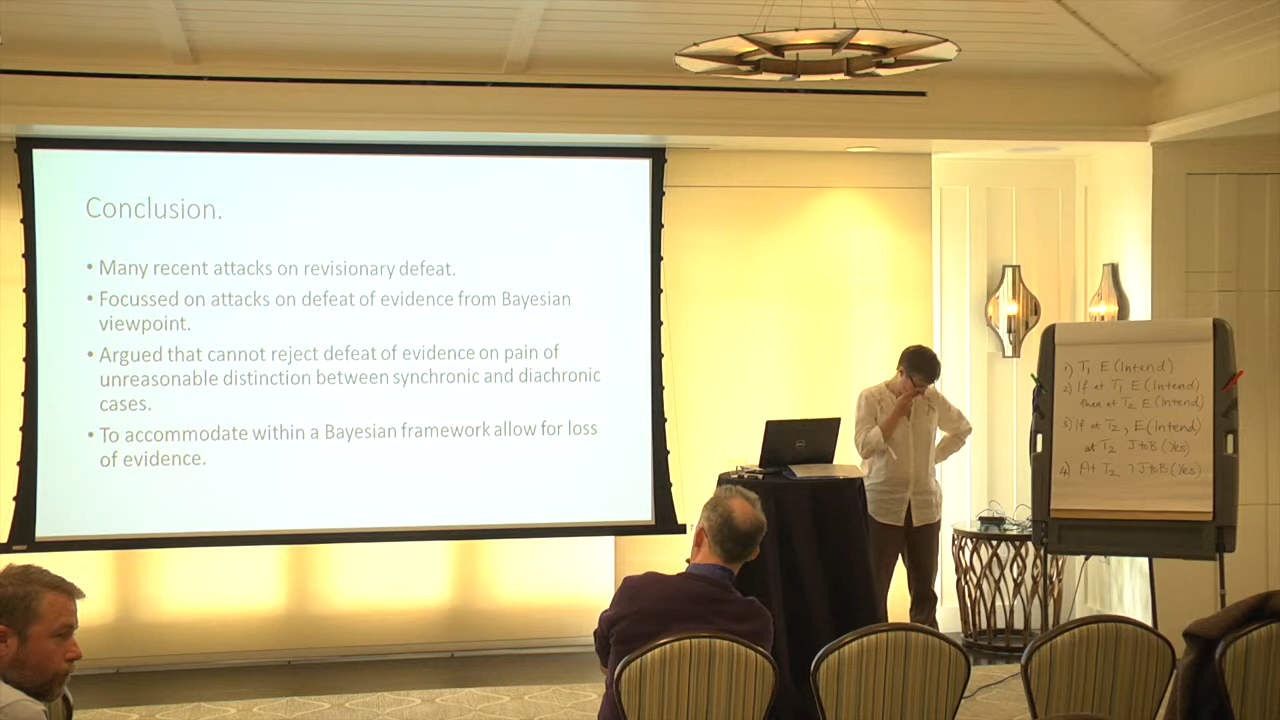 Conclusion.
• Many recent attacks on revisionary defeat.
• Focussed on attacks on defeat of evidence from Bayesian
viewpoint.
• Argued that cannot reject defeat of evidence on pain of
unreasonable distinction between synchronic and diachronic
cases.
• To accommodate within a Bayesian framework allow for loss
of evidence.
1) T1 E(Intend)
2) If at T1 E(Intend)
then at T2 E(Intend)
3) If at T2, E(Intend)
at T2 JtoB(Yes)
4) At T2 ¬JtoB(Yes)
DELL